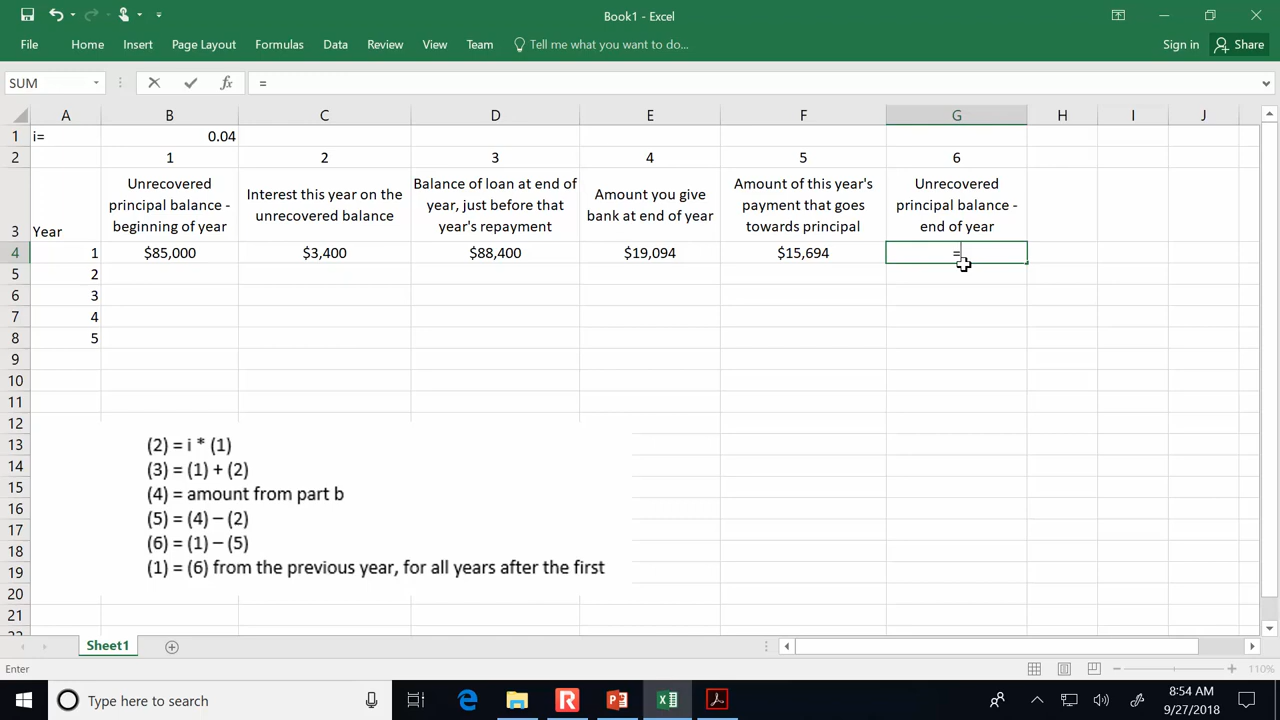 Book1 - Excel
File Home Insert Page Layout Formulas Data Review View Team Tell me what you want to do... Sign in Share
SUM fx =
A B C D E F G H I J
1 i= 0.04
2 1 2 3 4 5 6
Unrecovered
principal balance -
beginning of year
Interest this year on the
unrecovered balance
Balance of loan at end of
year, just before that
year's repayment
Amount you give
bank at end of year
Amount of this year's
payment that goes
towards principal
Unrecovered
principal balance -
end of year
3 Year
4 1 $85,000 $3,400 $88,400 $19,094 $15,694 =
5 2
6 3
7 4
8 5
9
10
11
12
13
14
15
16
17
18
19
20
21
(2) = i * (1)
(3) = (1) + (2)
(4) = amount from part b
(5) = (4) – (2)
(6) = (1) – (5)
(1) = (6) from the previous year, for all years after the first
Sheet1
Enter 110%
Type here to search
8:54 AM
9/27/2018